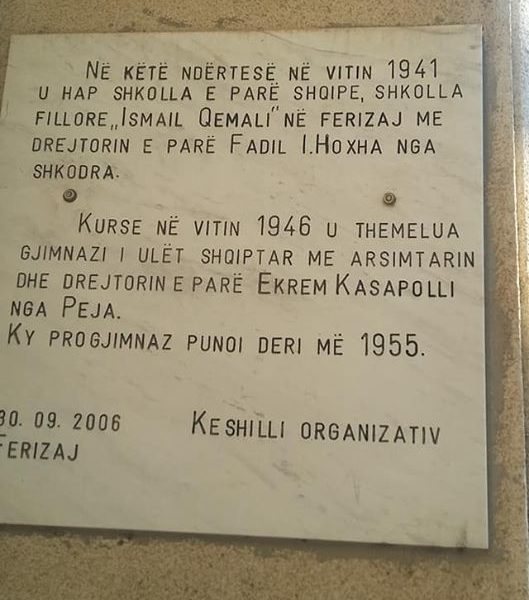 NË KËTË NDËRTESË NË VITIN 1941
U HAP SHKOLLA E PARË SHQIPE, SHKOLLA
FILLORE„ISMAIL QEMALI" NË FERIZAJ ME
DREJTORIN E PARË FADIL I.HOXHA NGA
SHKODRA.
KURSE NË VITIN 1946 U THEMELUA
GJIMNAZI I ULËT SHQIPTAR ME ARSIMTARIN
DHE DREJTORIN E PARË EKREM KASAPOLLI
NGA PEJA.
KY PROGJIMNAZ PUNOI DERI MË 1955.
30. 09. 2006 KESHILLI ORGANIZATIV
FERIZAJ